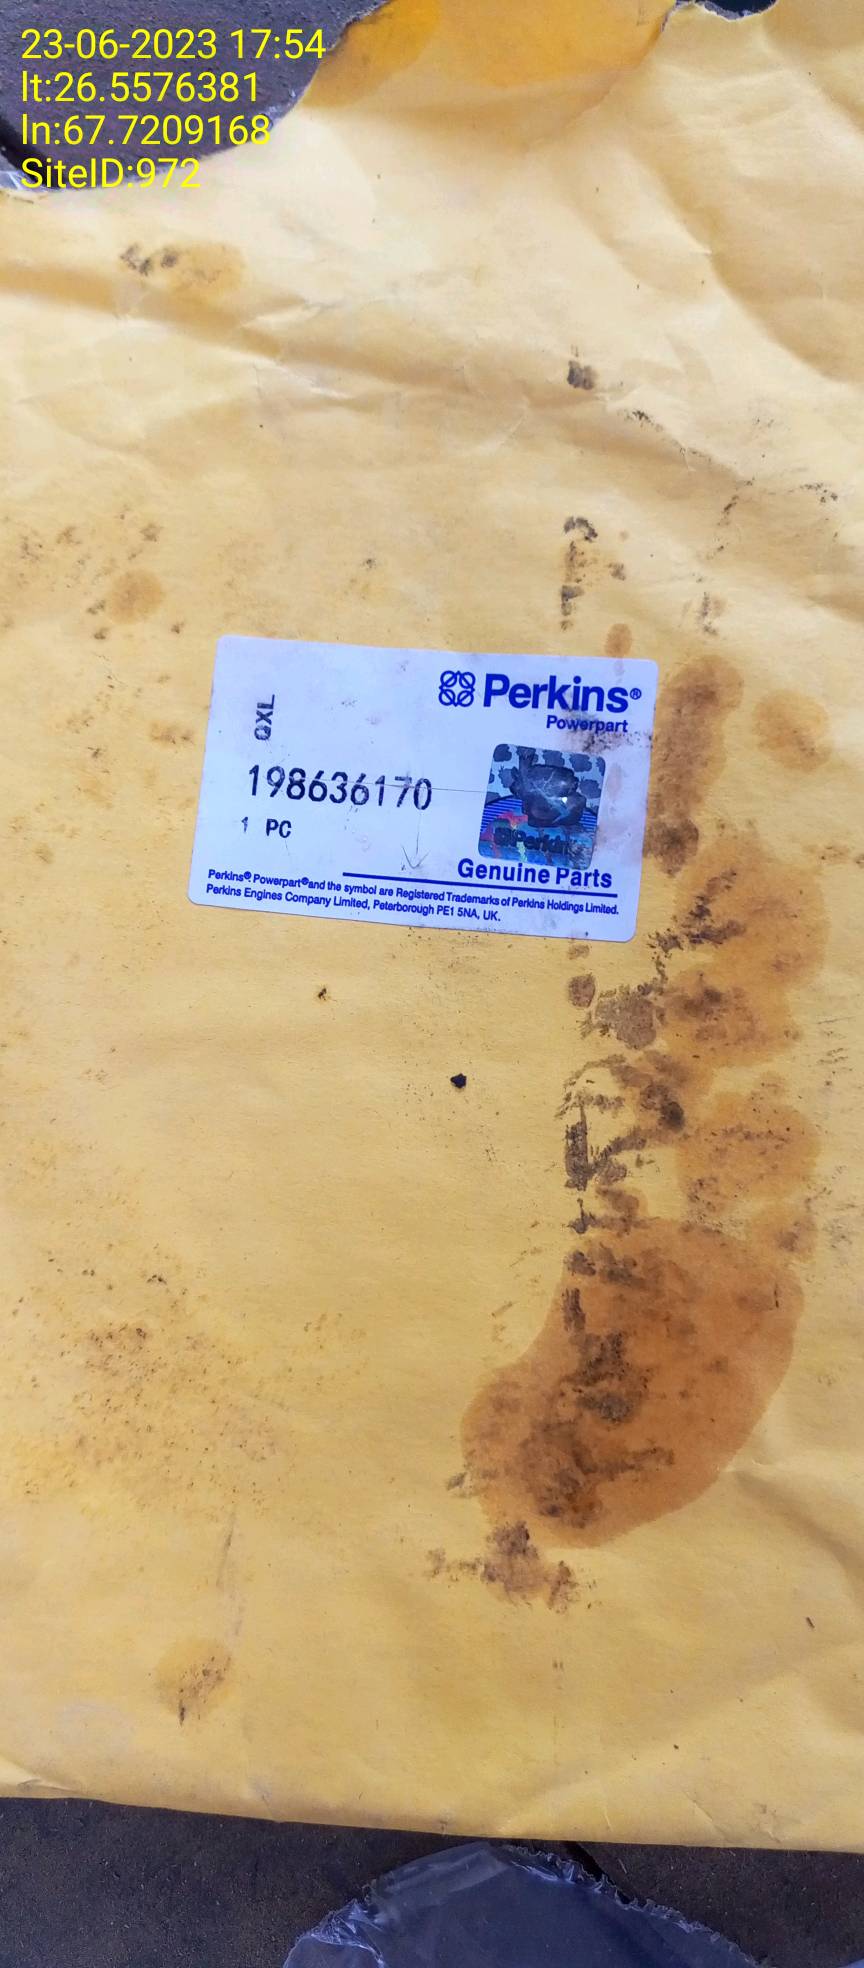 23-06-2023 17:54
lt:26.5576381
ln:67.7209168
SiteID:972
Perkins®
Powerpart
QXL
198636170
1 PC
Perkins
Genuine Parts
Perkins® Powerpart® and the symbol are Registered Trademarks of Perkins Holdings Limited.
Perkins Engines Company Limited, Peterborough PE1 5NA, UK.